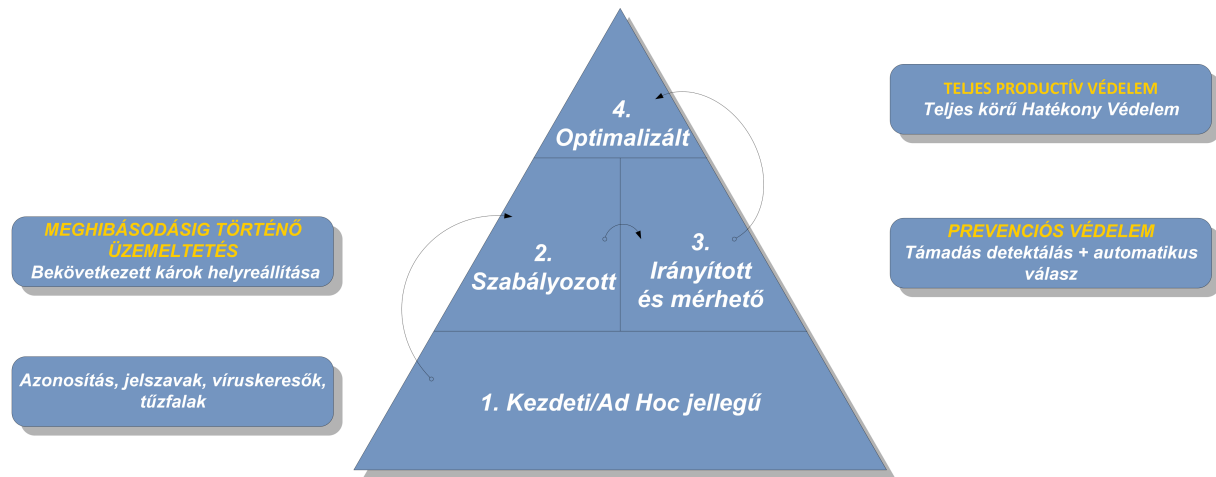 TELJES PRODUCTÍV VÉDELEM
Teljes körű Hatékony Védelem
4.
Optimalizált
MEGHIBÁSODÁSIG TÖRTÉNŐ
ÜZEMELTETÉS
Bekövetkezett károk helyreállítása
2.
Szabályozott
3.
Irányított
és mérhető
PREVENCIÓS VÉDELEM
Támadás detektálás + automatikus
válasz
Azonosítás, jelszavak, víruskeresők,
tűzfalak
1. Kezdeti/Ad Hoc jellegű